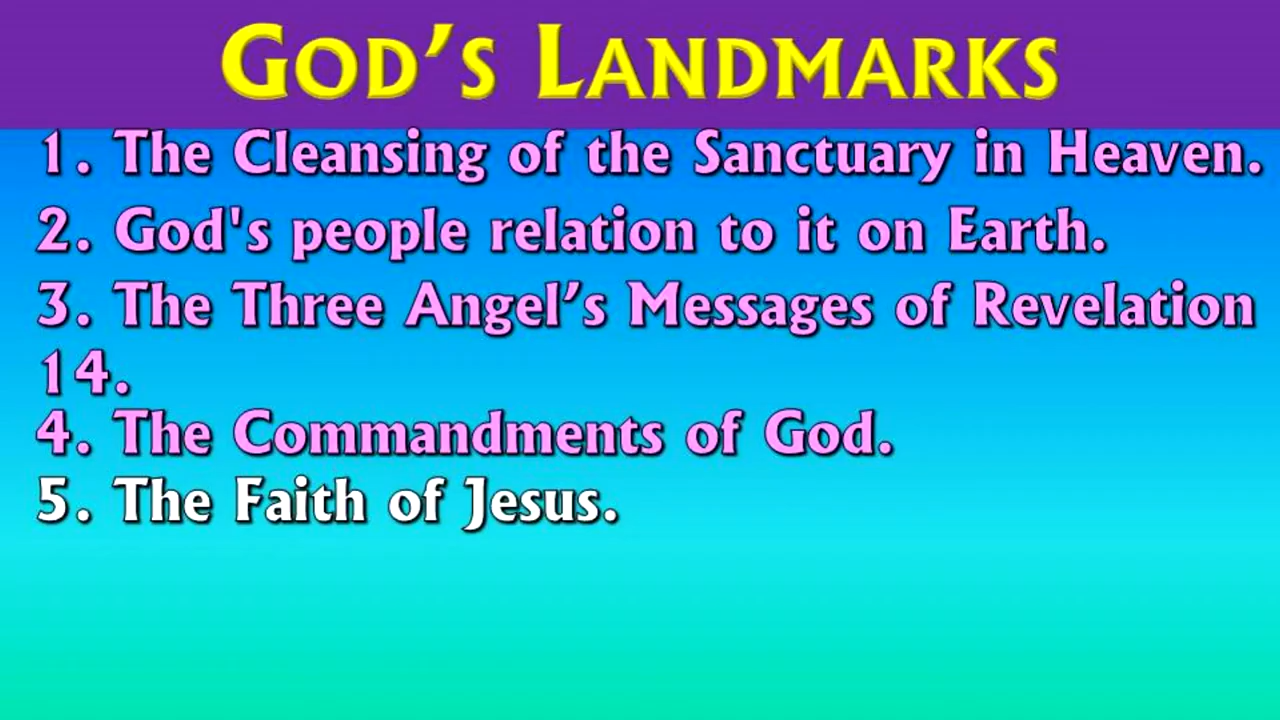 GOD’S LANDMARKS
1. The Cleansing of the Sanctuary in Heaven.
2. God's people relation to it on Earth.
3. The Three Angel’s Messages of Revelation
14.
4. The Commandments of God.
5. The Faith of Jesus.